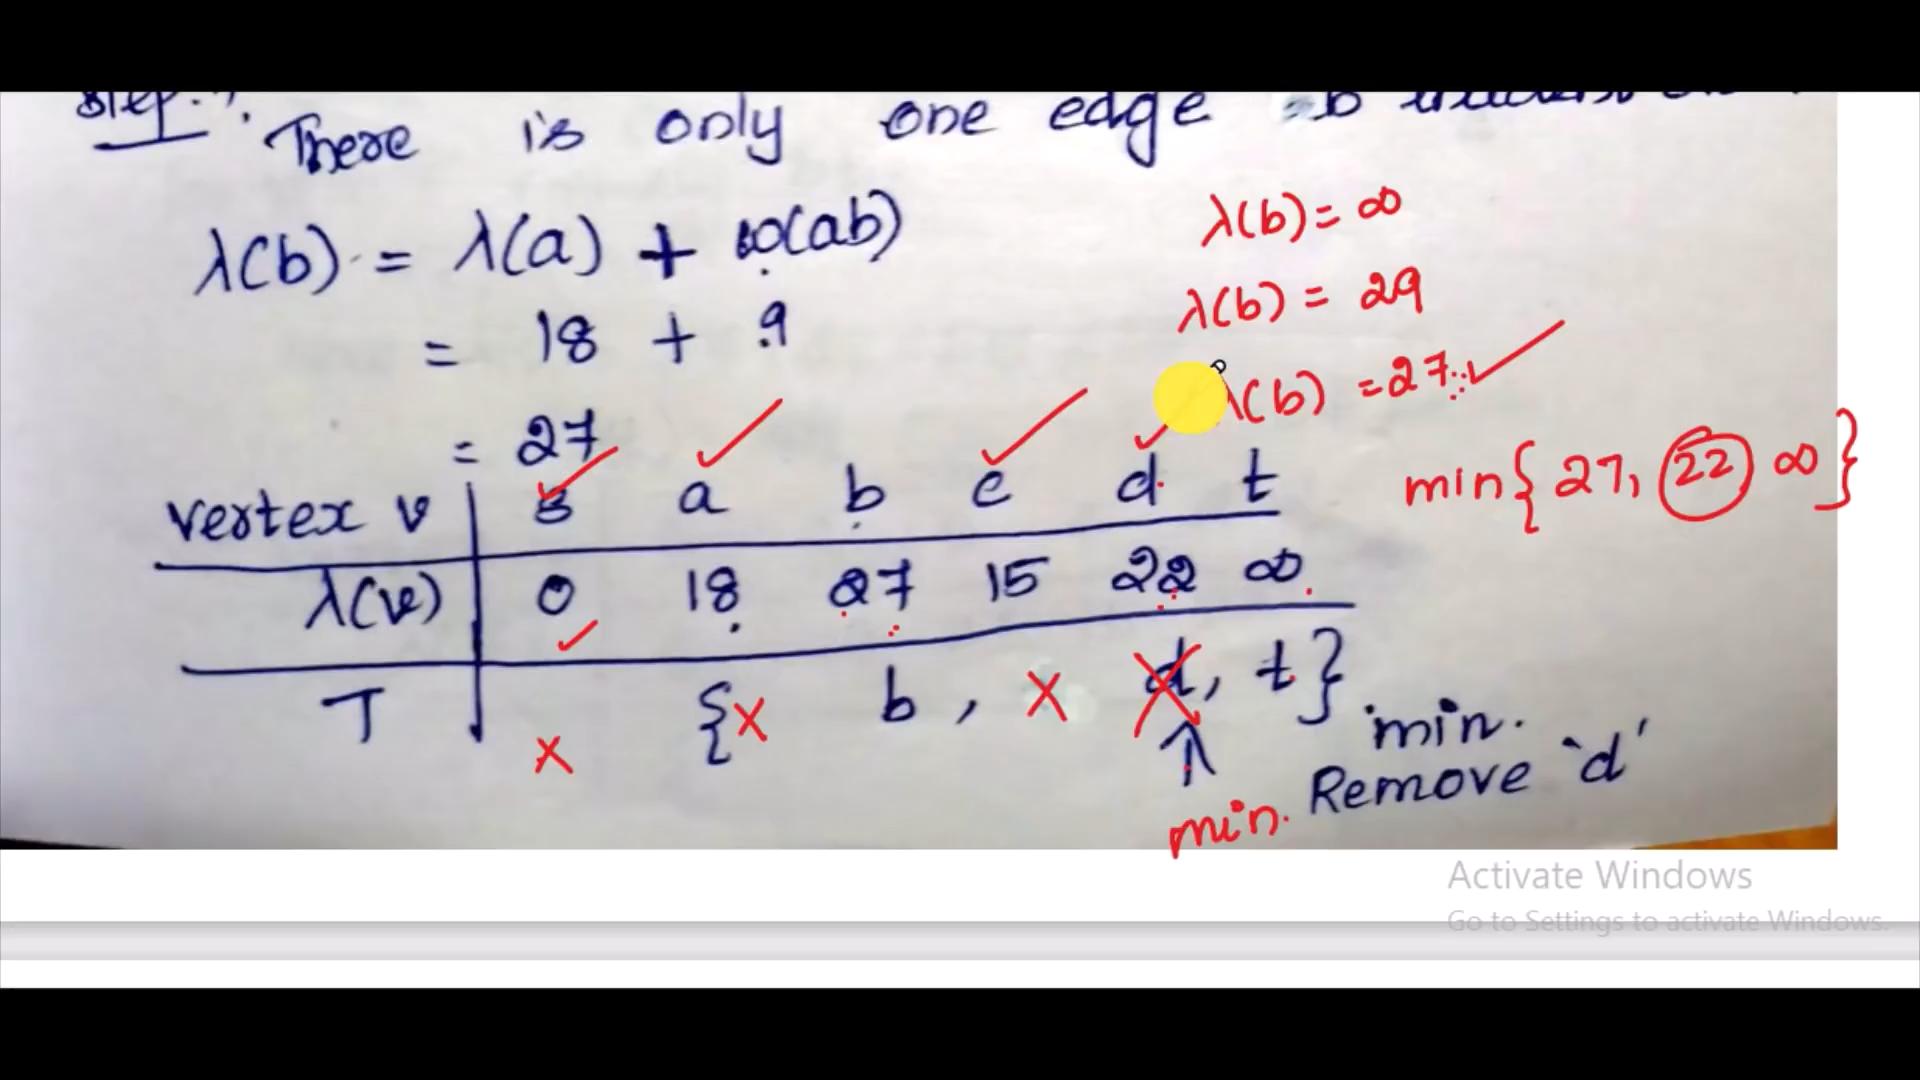 Step
There is only one edge
λ(b) = λ(a) + ω(ab)
λ(b) = ∞
= 18 + 9
λ(b) = 29
= 27
λ(b) = 27
min{27, 22 ∞}
vertex v s a b c d t
λ(v) 0 18 27 15 22 ∞
T {x b, x d, t}
x
min.
Remove 'd'
min.
Activate Windows
Go to Settings to activate Windows.